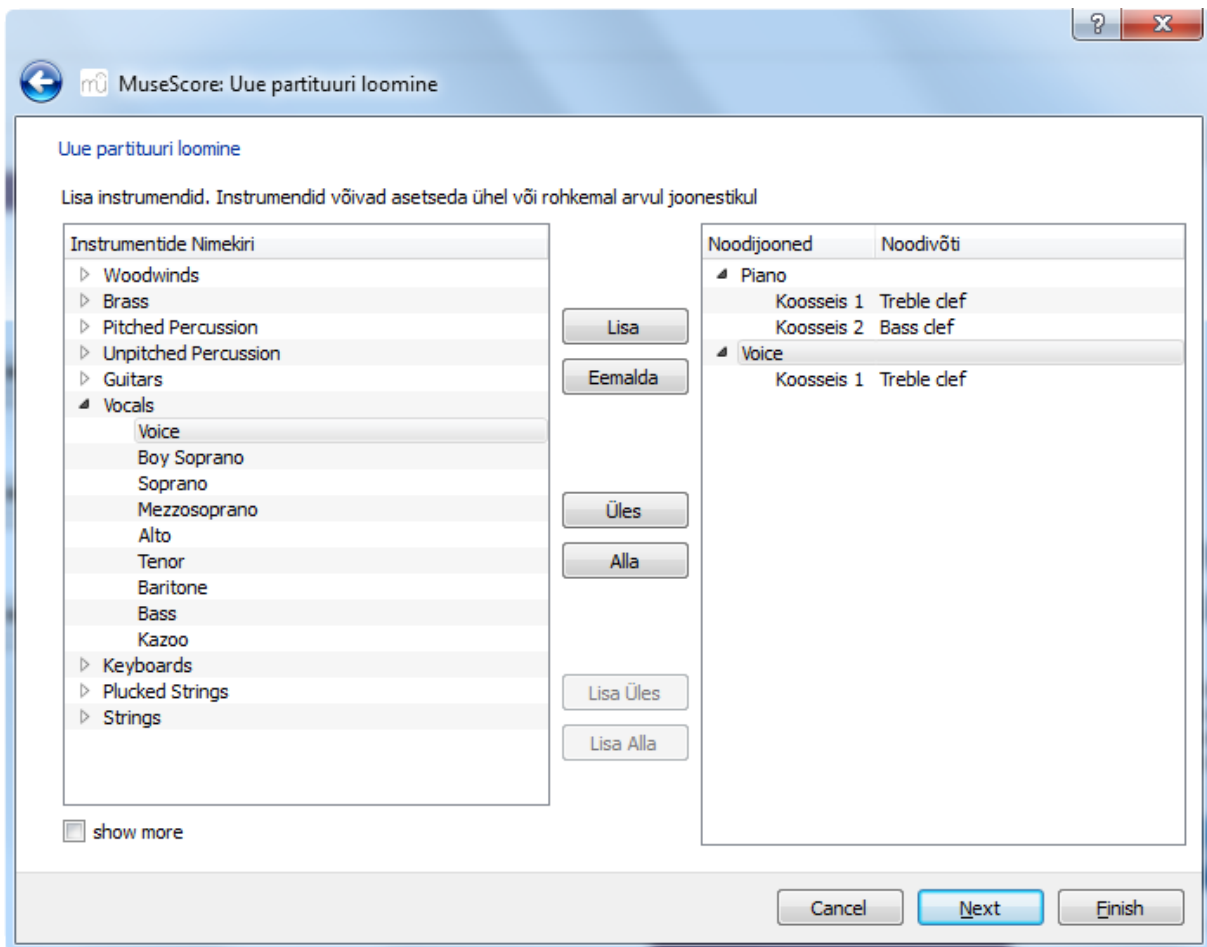 MuseScore: Uue partituuri loomine
Uue partituuri loomine
Lisa instrumendid. Instrumendid võivad asetseda ühel või rohkemal arvul joonestikul
Instrumentide Nimekiri
Woodwinds
Brass
Pitched Percussion
Unpitched Percussion
Guitars
Vocals
Voice
Boy Soprano
Soprano
Mezzosoprano
Alto
Tenor
Baritone
Bass
Kazoo
Keyboards
Plucked Strings
Strings
show more
Lisa
Eemalda
Üles
Alla
Lisa Üles
Lisa Alla
Noodijooned Noodivõti
Piano
Koosseis 1 Treble clef
Koosseis 2 Bass clef
Voice
Koosseis 1 Treble clef
Cancel Next Finish